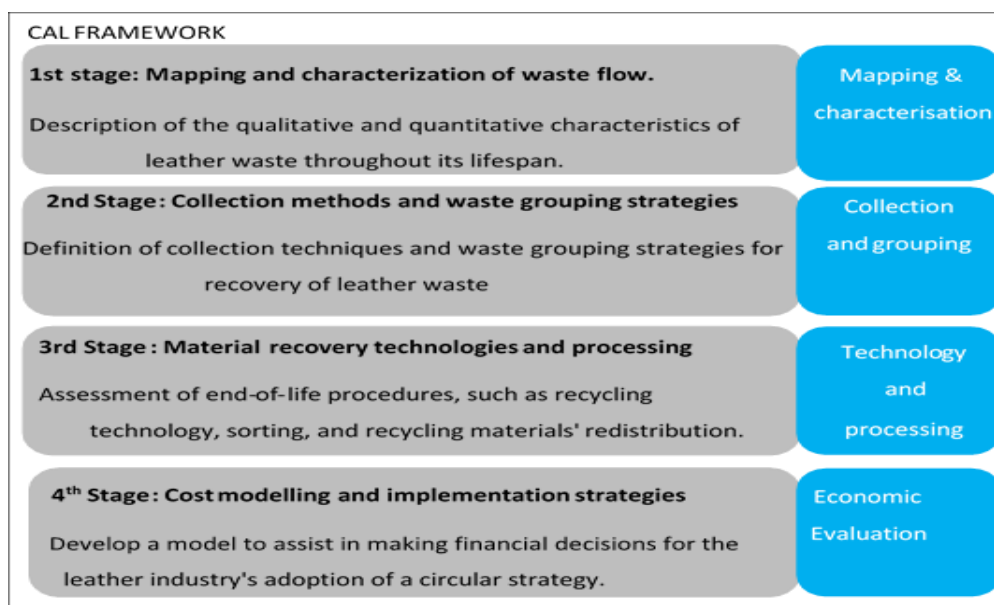 CAL FRAMEWORK
1st stage: Mapping and characterization of waste flow.
Description of the qualitative and quantitative characteristics of
leather waste throughout its lifespan.
Mapping &
characterisation
2nd Stage: Collection methods and waste grouping strategies
Definition of collection techniques and waste grouping strategies for
recovery of leather waste
Collection
and grouping
3rd Stage: Material recovery technologies and processing
Assessment of end-of-life procedures, such as recycling
technology, sorting, and recycling materials' redistribution.
Technology
and
processing
4th Stage: Cost modelling and implementation strategies
Develop a model to assist in making financial decisions for the
leather industry's adoption of a circular strategy.
Economic
Evaluation